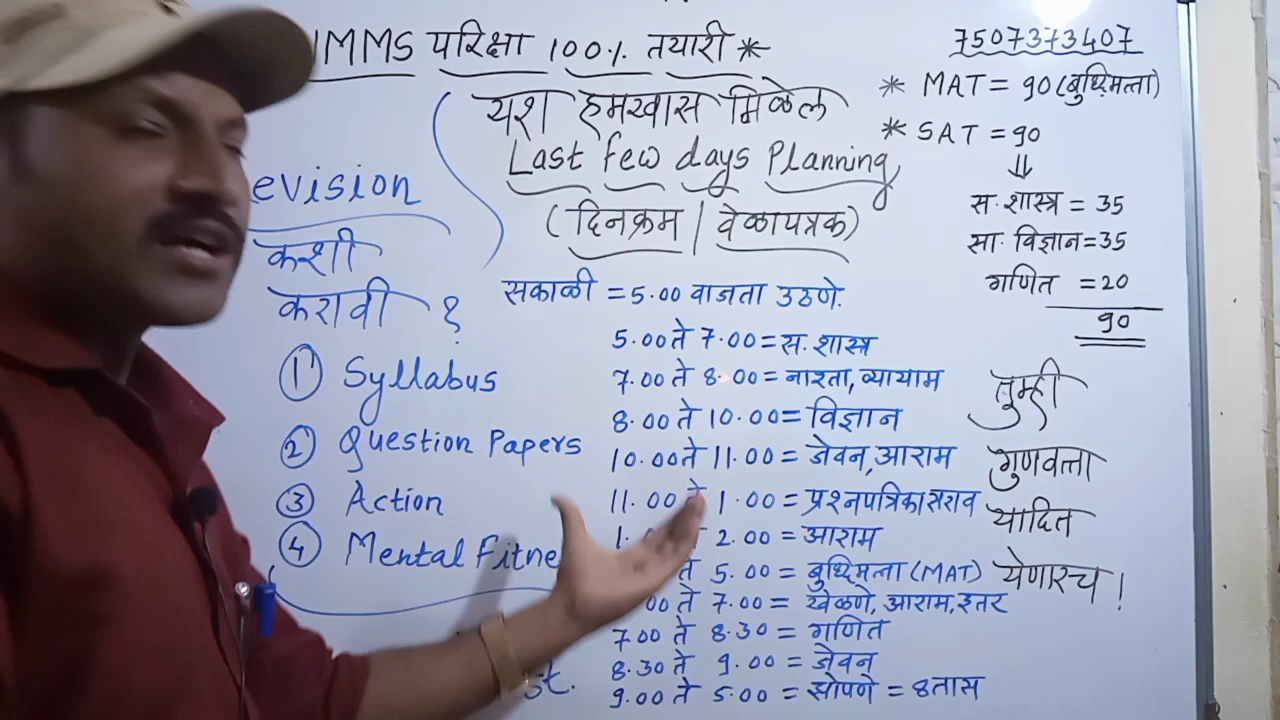 NMMS परिक्षा 100% तयारी *
यश हमखास मिळेल
Last few days Planning
(दिनक्रम | वेळापत्रक)
7507373407
* MAT = 90 (बुध्दिमत्ता)
* SAT = 90
⇓
स. शास्त्र = 35
सा. विज्ञान = 35
गणित = 20
90
evision
कशी
करावी ?
① Syllabus
② Question Papers
③ Action
④ Mental Fitne
सकाळी = 5.00 वाजता उठणे.
5.00 ते 7.00 = स. शास्त्र
7.00 ते 8.00 = नाश्ता, व्यायाम
8.00 ते 10.00 = विज्ञान
10.00 ते 11.00 = जेवन, आराम
11.00 ते 1.00 = प्रश्नपत्रिका सराव
1. 2.00 = आराम
ते 5.00 = बुध्दिमत्ता (MAT)
00 ते 7.00 = खेळणे, आराम, इतर
7.00 ते 8.30 = गणित
8.30 ते 9.00 = जेवन
9.00 ते 5.00 = झोपणे = 8 तास
तुम्ही
गुणवत्ता
यादित
येणारच !
st.